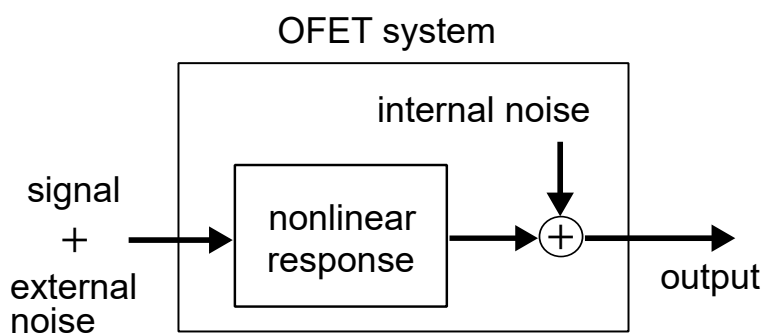 OFET system
internal noise
signal
+
external
noise
nonlinear
response
+
output